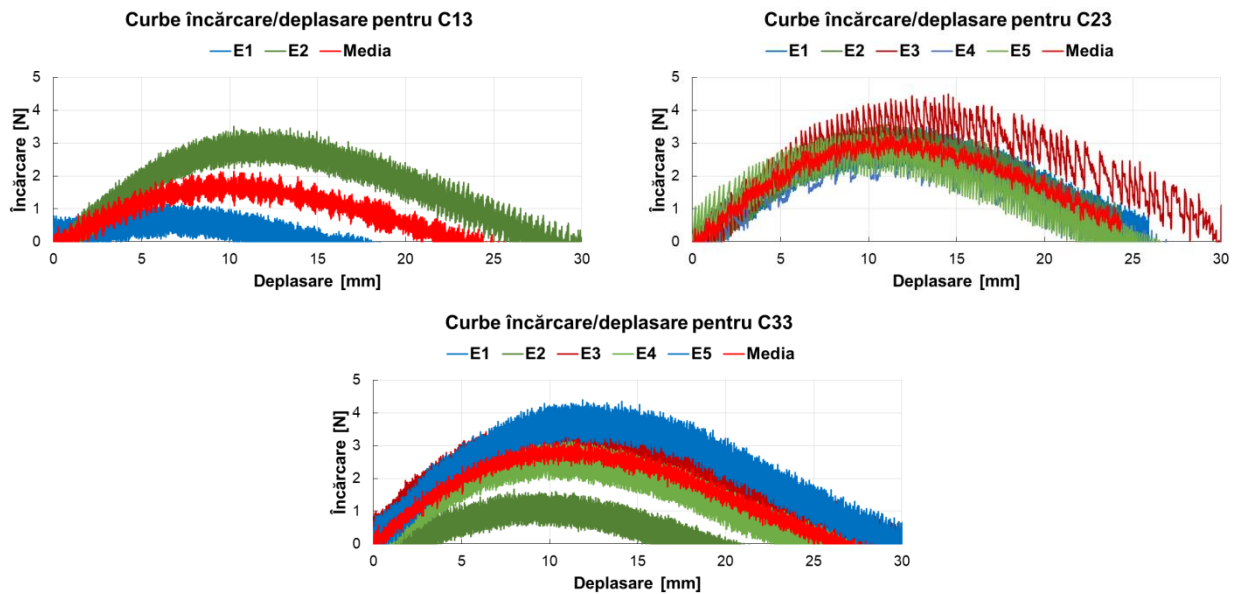 Curbe încărcare/deplasare pentru C13
E1 E2 Media
Încărcare [N]
5
4
3
2
1
0
0 5 10 15 20 25 30
Deplasare [mm]
Curbe încărcare/deplasare pentru C23
E1 E2 E3 E4 E5 Media
Încărcare [N]
5
4
3
2
1
0
0 5 10 15 20 25 30
Deplasare [mm]
Curbe încărcare/deplasare pentru C33
E1 E2 E3 E4 E5 Media
Încărcare [N]
5
4
3
2
1
0
0 5 10 15 20 25 30
Deplasare [mm]